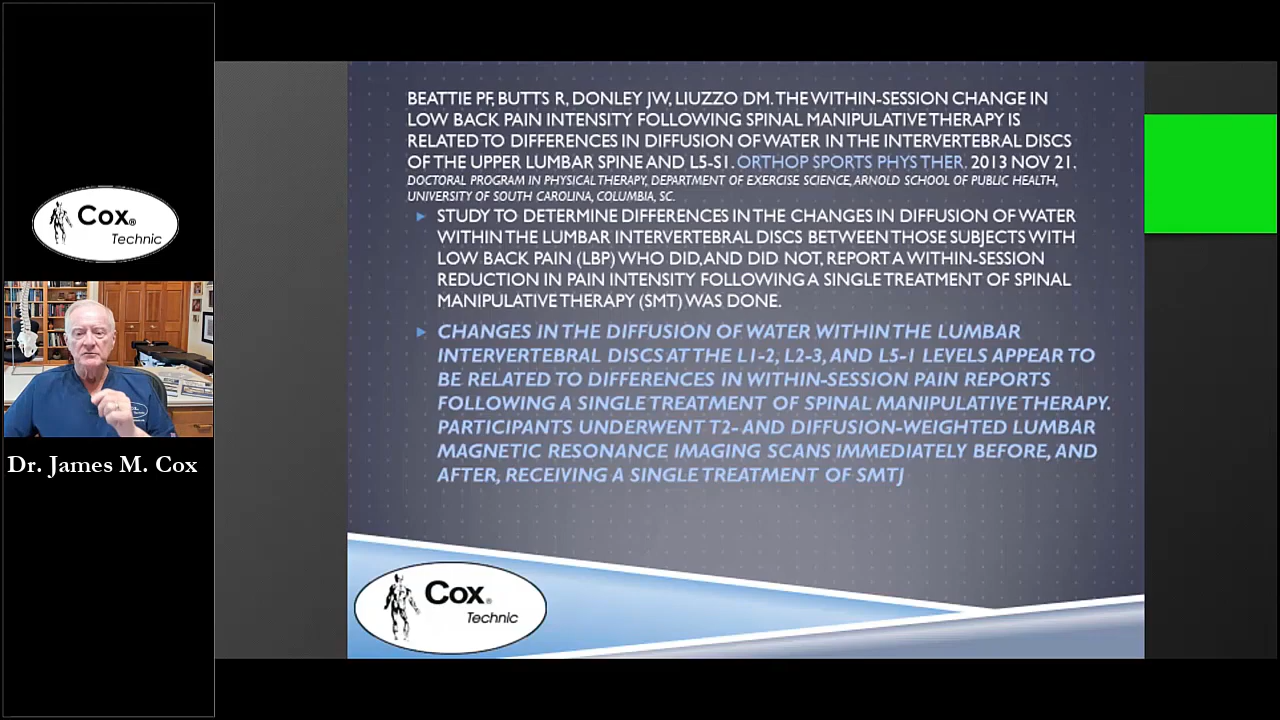 Cox®
Technic
Dr. James M. Cox
BEATTIE PF, BUTTS R, DONLEY JW, LIUZZO DM. THE WITHIN-SESSION CHANGE IN
LOW BACK PAIN INTENSITY FOLLOWING SPINAL MANIPULATIVE THERAPY IS
RELATED TO DIFFERENCES IN DIFFUSION OF WATER IN THE INTERVERTEBRAL DISCS
OF THE UPPER LUMBAR SPINE AND L5-S1. ORTHOP SPORTS PHYS THER. 2013 NOV 21.
DOCTORAL PROGRAM IN PHYSICAL THERAPY, DEPARTMENT OF EXERCISE SCIENCE, ARNOLD SCHOOL OF PUBLIC HEALTH,
UNIVERSITY OF SOUTH CAROLINA, COLUMBIA, SC.
STUDY TO DETERMINE DIFFERENCES IN THE CHANGES IN DIFFUSION OF WATER
WITHIN THE LUMBAR INTERVERTEBRAL DISCS BETWEEN THOSE SUBJECTS WITH
LOW BACK PAIN (LBP) WHO DID, AND DID NOT, REPORT A WITHIN-SESSION
REDUCTION IN PAIN INTENSITY FOLLOWING A SINGLE TREATMENT OF SPINAL
MANIPULATIVE THERAPY (SMT) WAS DONE.
CHANGES IN THE DIFFUSION OF WATER WITHIN THE LUMBAR
INTERVERTEBRAL DISCS AT THE L1-2, L2-3, AND L5-1 LEVELS APPEAR TO
BE RELATED TO DIFFERENCES IN WITHIN-SESSION PAIN REPORTS
FOLLOWING A SINGLE TREATMENT OF SPINAL MANIPULATIVE THERAPY.
PARTICIPANTS UNDERWENT T2- AND DIFFUSION-WEIGHTED LUMBAR
MAGNETIC RESONANCE IMAGING SCANS IMMEDIATELY BEFORE, AND
AFTER, RECEIVING A SINGLE TREATMENT OF SMTJ
Cox®
Technic